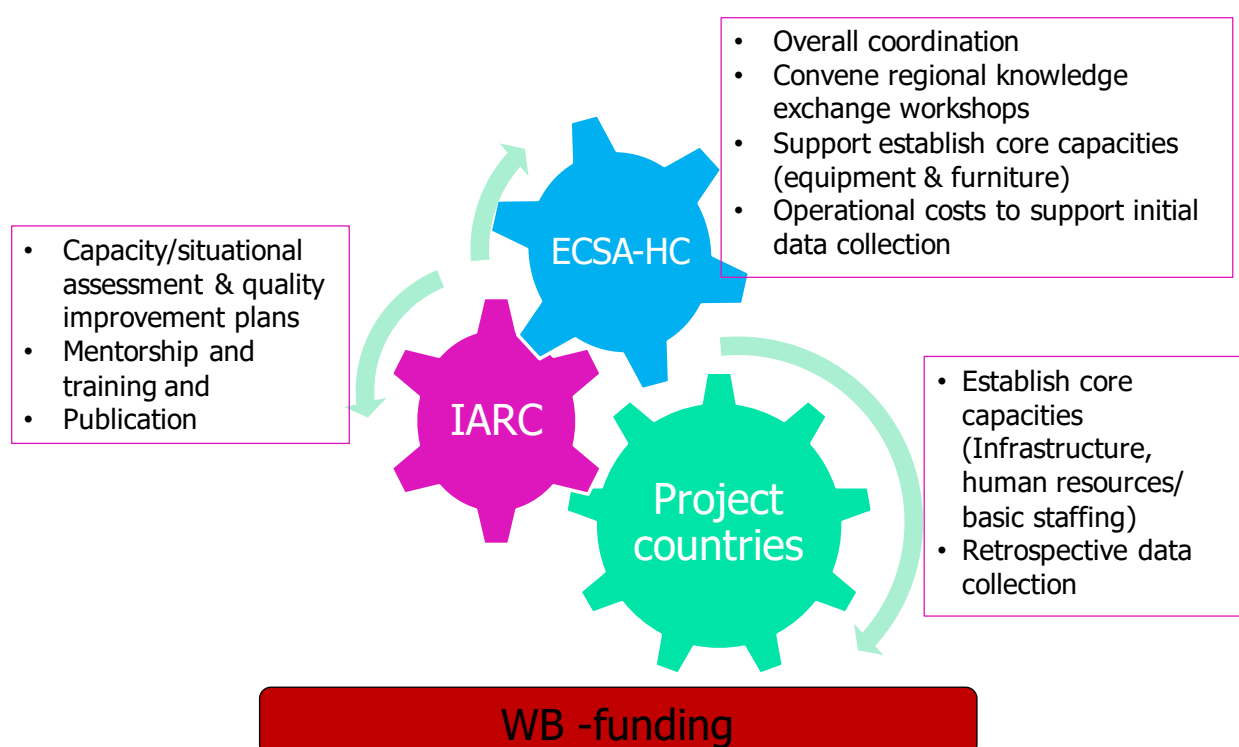 • Overall coordination
• Convene regional knowledge
exchange workshops
• Support establish core capacities
(equipment & furniture)
• Operational costs to support initial
data collection
ECSA-HC
• Capacity/situational
assessment & quality
improvement plans
• Mentorship and
training and
• Publication
IARC
• Establish core
capacities
(Infrastructure,
human resources/
basic staffing)
• Retrospective data
collection
Project
countries
WB -funding